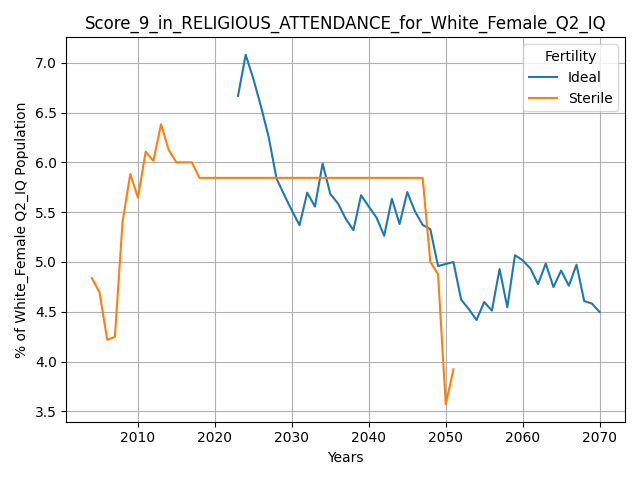 Score_9_in_RELIGIOUS_ATTENDANCE_for_White_Female_Q2_IQ
Fertility
Ideal
Sterile
% of White_Female Q2_IQ Population
7.0
6.5
6.0
5.5
5.0
4.5
4.0
3.5
2010 2020 2030 2040 2050 2060 2070
Years